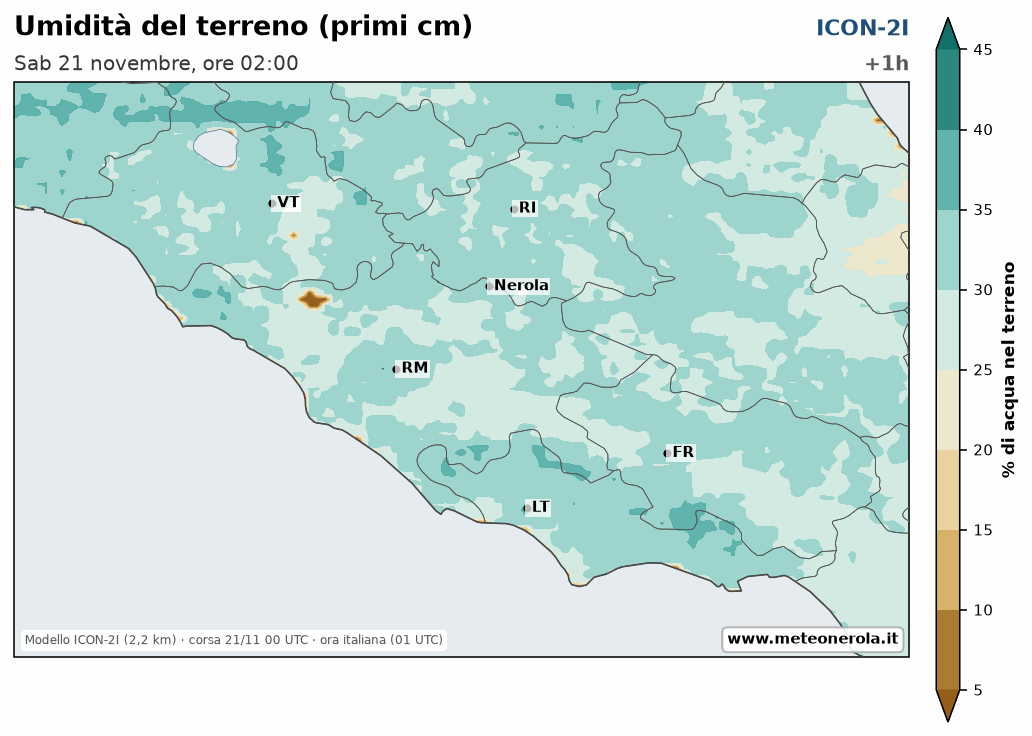 Umidità del terreno (primi cm)
ICON-2I
Sab 21 novembre, ore 02:00
+1h
VT
RI
Nerola
RM
FR
LT
Modello ICON-2I (2,2 km) · corsa 21/11 00 UTC · ora italiana (01 UTC)
www.meteonerola.it
45
40
35
30
25
20
15
10
5
% di acqua nel terreno